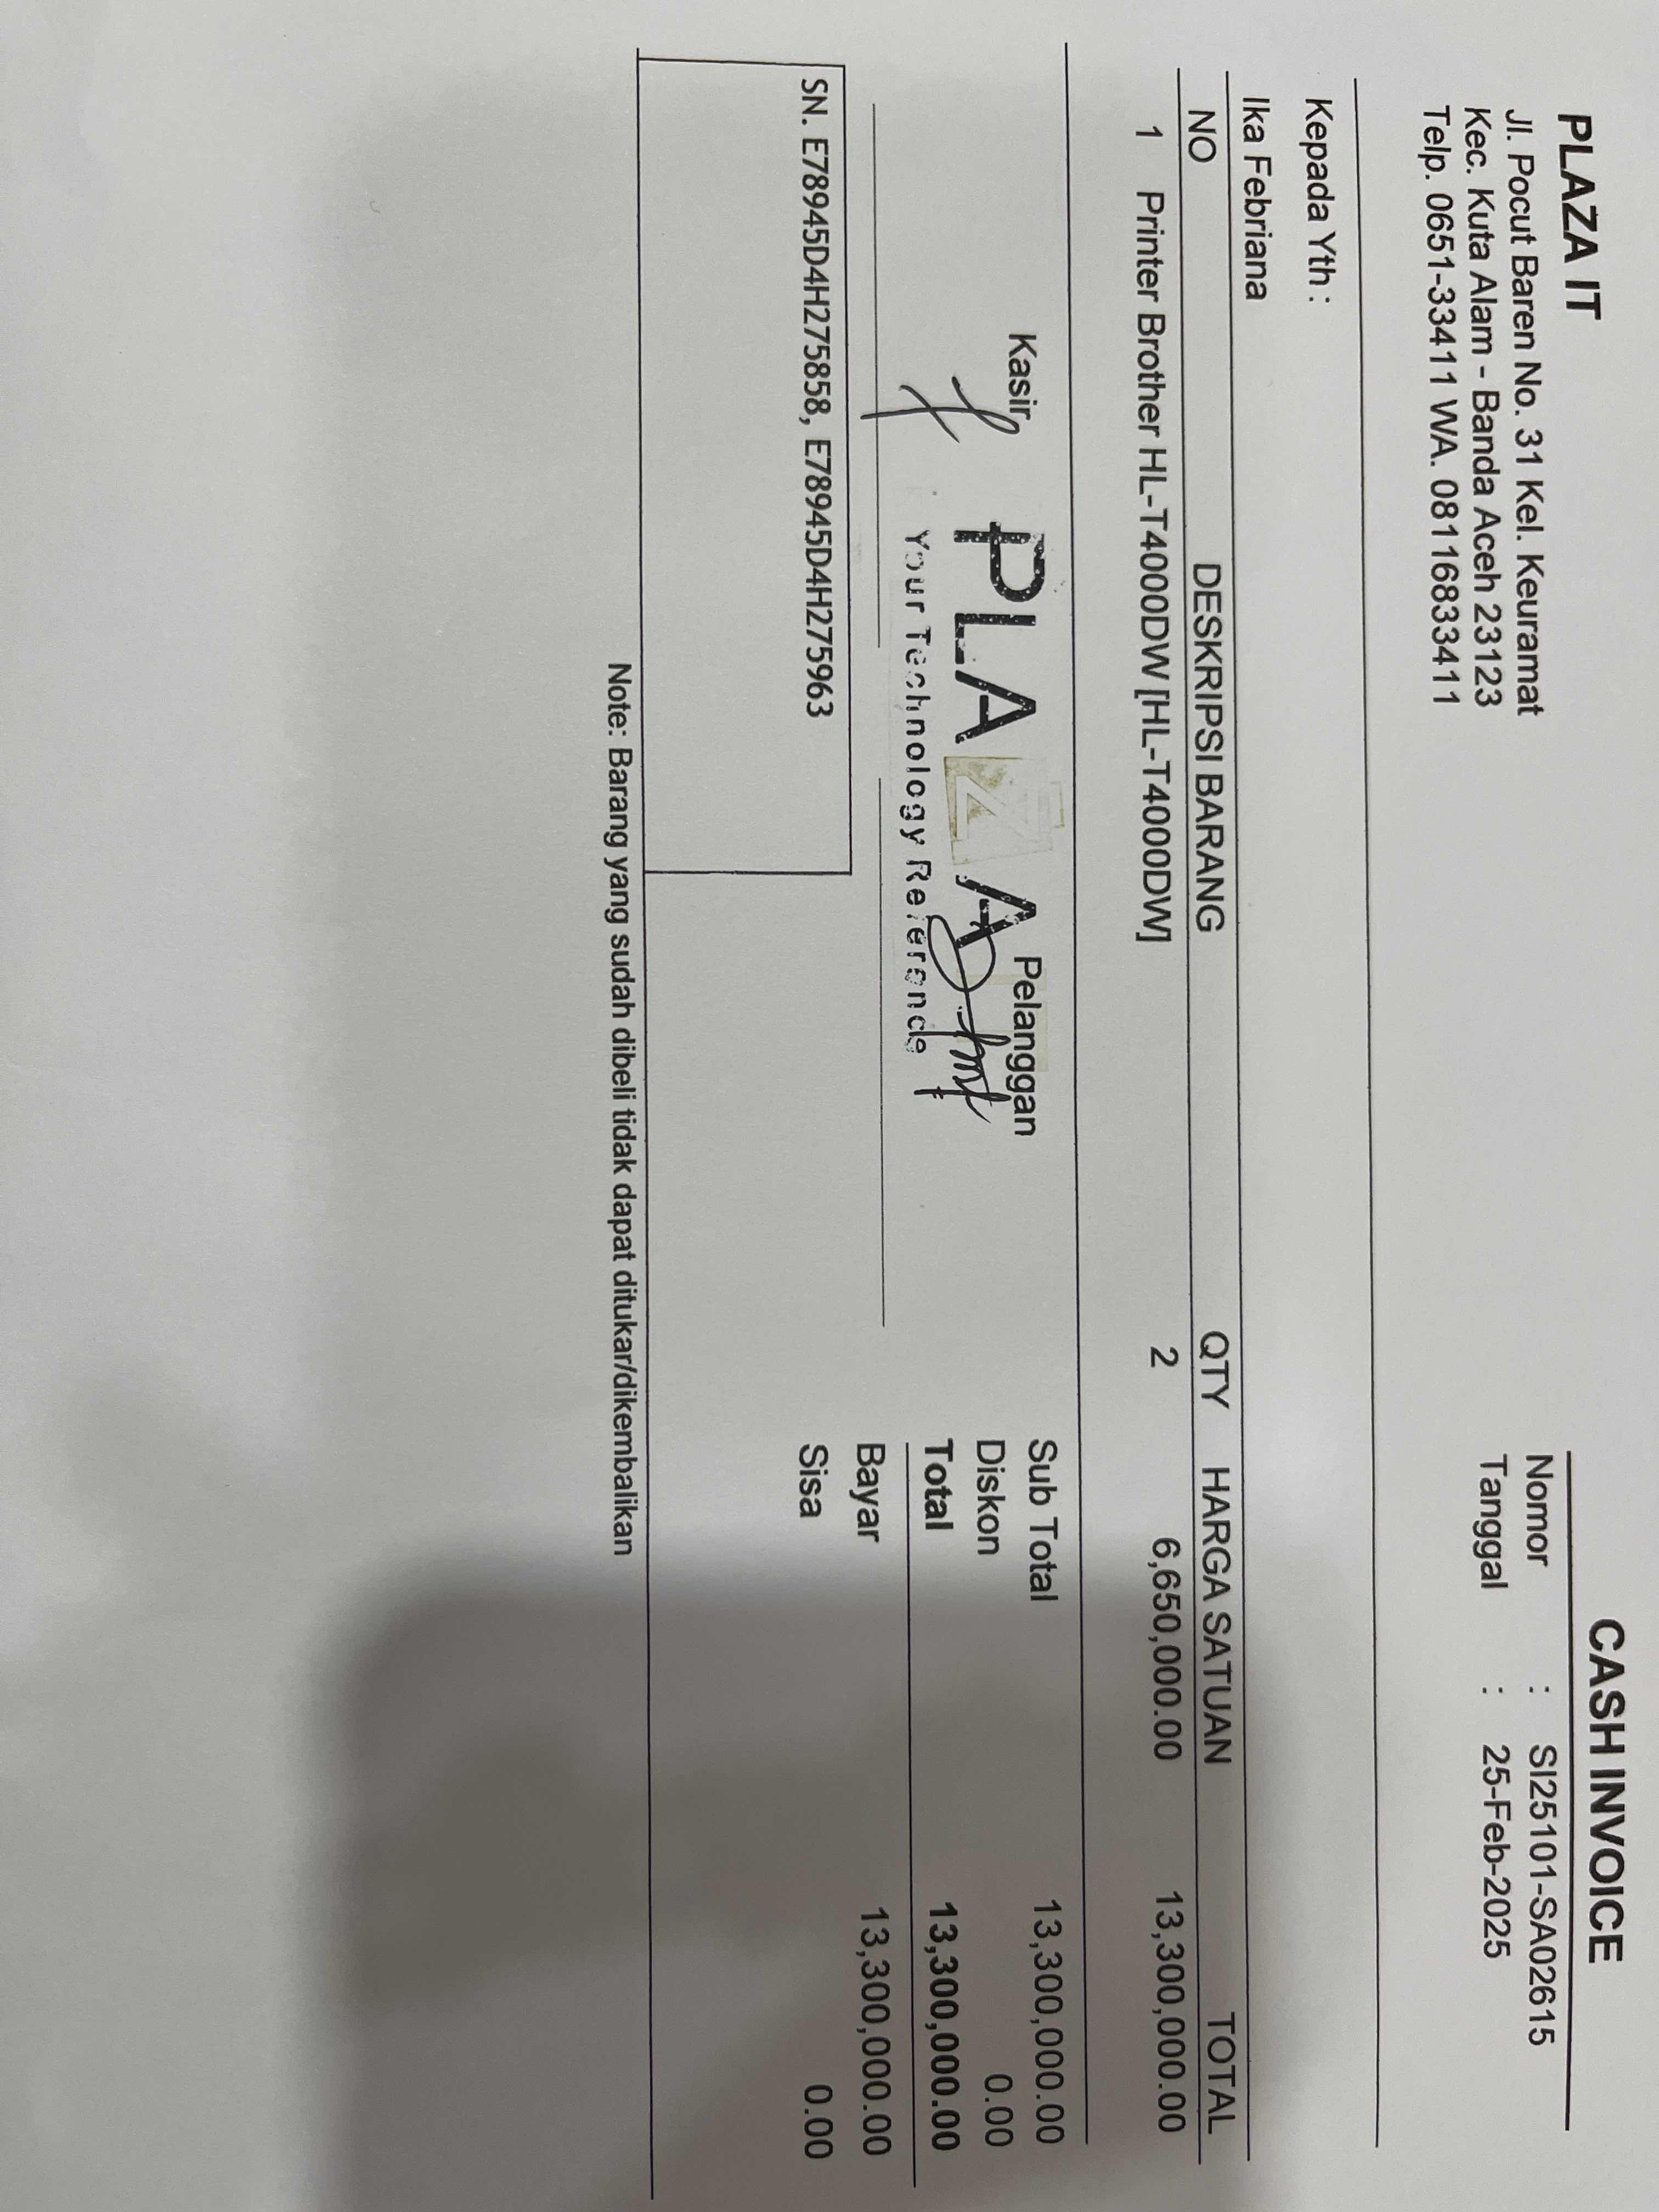 PLAZA IT
Jl. Pocut Baren No. 31 Kel. Keuramat
Kec. Kuta Alam - Banda Aceh 23123
Telp. 0651-33411 WA. 08116833411
CASH INVOICE
Nomor : SI25101-SA02615
Tanggal : 25-Feb-2025
Kepada Yth :
Ika Febriana
NO DESKRIPSI BARANG QTY HARGA SATUAN TOTAL
1 Printer Brother HL-T4000DW [HL-T4000DW] 2 6,650,000.00 13,300,000.00
Kasir, Pelanggan
PLAZA
Your Technology Reference
Sub Total 13,300,000.00
Diskon 0.00
Total 13,300,000.00
Bayar 13,300,000.00
Sisa 0.00
SN. E78945D4H275858, E78945D4H275963
Note: Barang yang sudah dibeli tidak dapat ditukar/dikembalikan